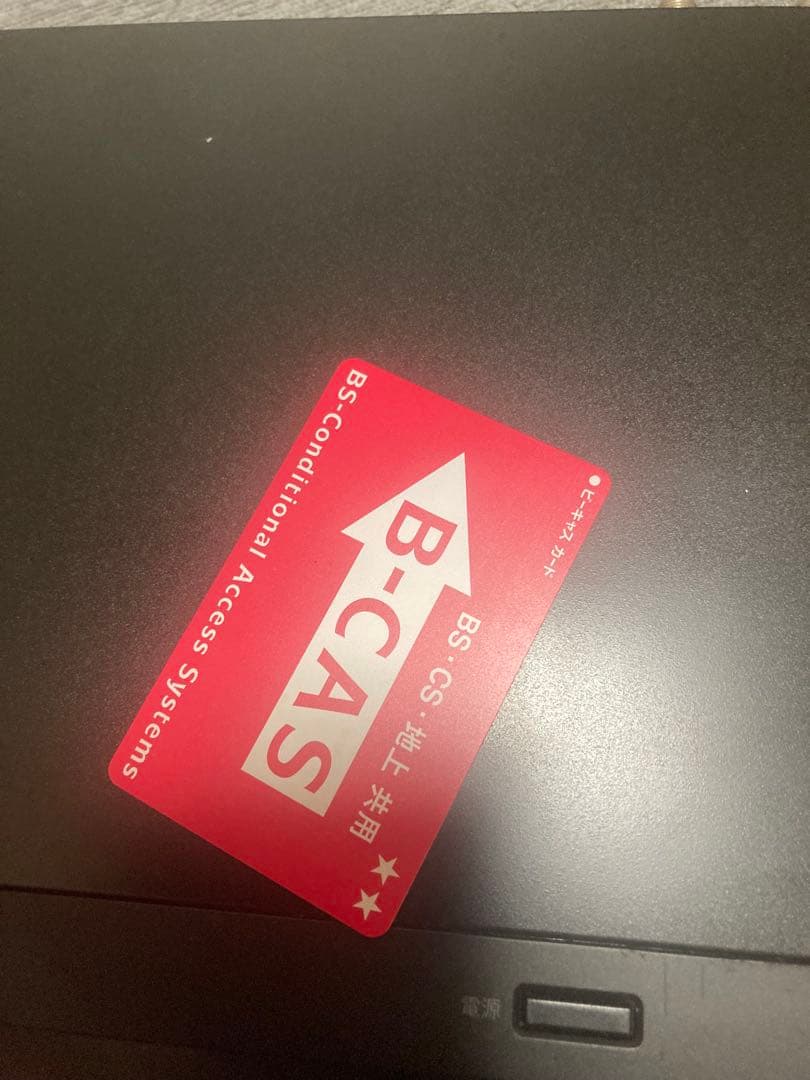 ●ビーキャス カード
BS・CS・地上 共用 ★★
B-CAS
BS-Conditional Access Systems
電源